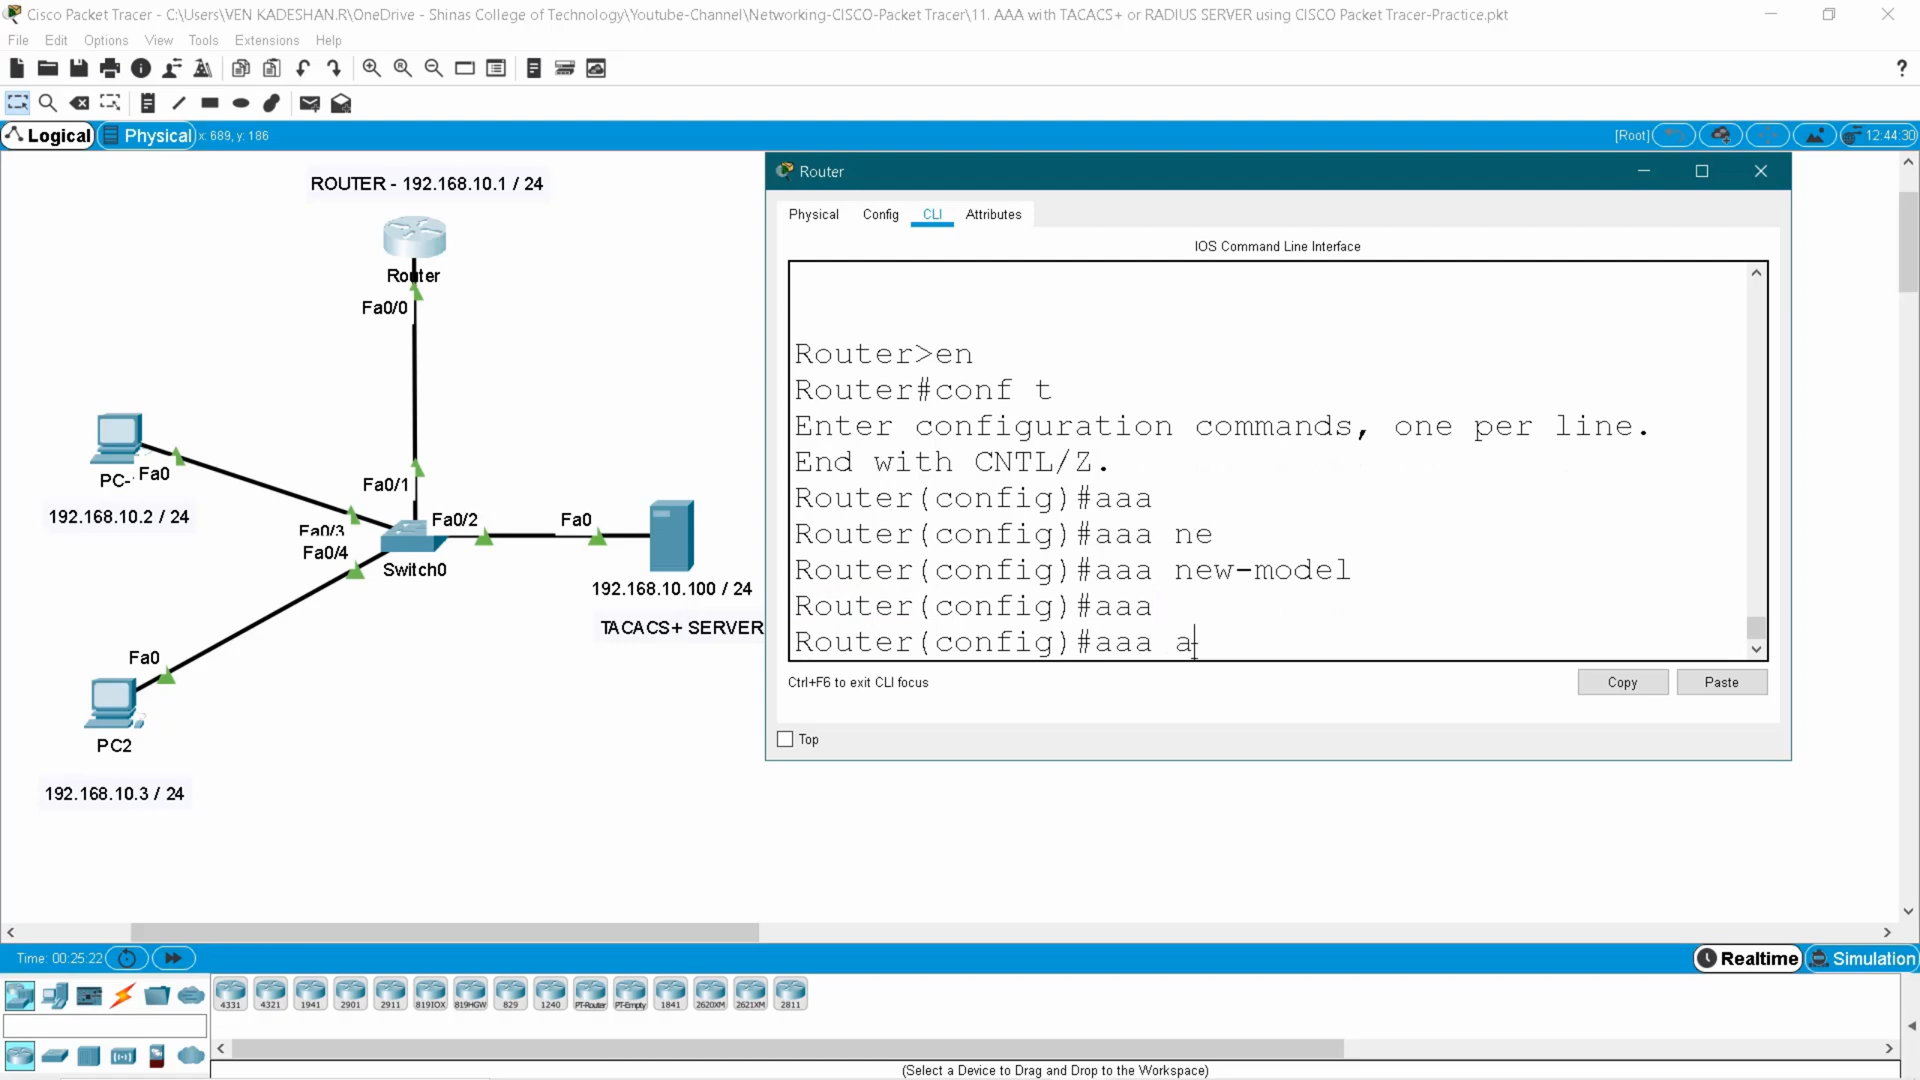 Cisco Packet Tracer - C:\Users\VEN KADESHAN.R\OneDrive - Shinas College of Technology\Youtube-Channel\Networking-CISCO-Packet Tracer\11. AAA with TACACS+ or RADIUS SERVER using CISCO Packet Tracer-Practice.pkt
File Edit Options View Tools Extensions Help
?
Logical Physical x: 689, y: 186 [Root] 12:44:30
ROUTER - 192.168.10.1 / 24
Router
Fa0/0
PC- Fa0
192.168.10.2 / 24
Fa0/1
Fa0/3
Fa0/4
Fa0/2
Fa0
Switch0
192.168.10.100 / 24
TACACS+ SERVER
Fa0
PC2
192.168.10.3 / 24
Router
Physical Config CLI Attributes
IOS Command Line Interface
Router>en
Router#conf t
Enter configuration commands, one per line.
End with CNTL/Z.
Router(config)#aaa
Router(config)#aaa ne
Router(config)#aaa new-model
Router(config)#aaa
Router(config)#aaa a
Ctrl+F6 to exit CLI focus
Copy Paste
Top
Time: 00:25:22
Realtime Simulation
4331 4321 1941 2901 2911 819IOX 819HGW 829 1240 PT-Router PT-Empty 1841 2620XM 2621XM 2811
(Select a Device to Drag and Drop to the Workspace)